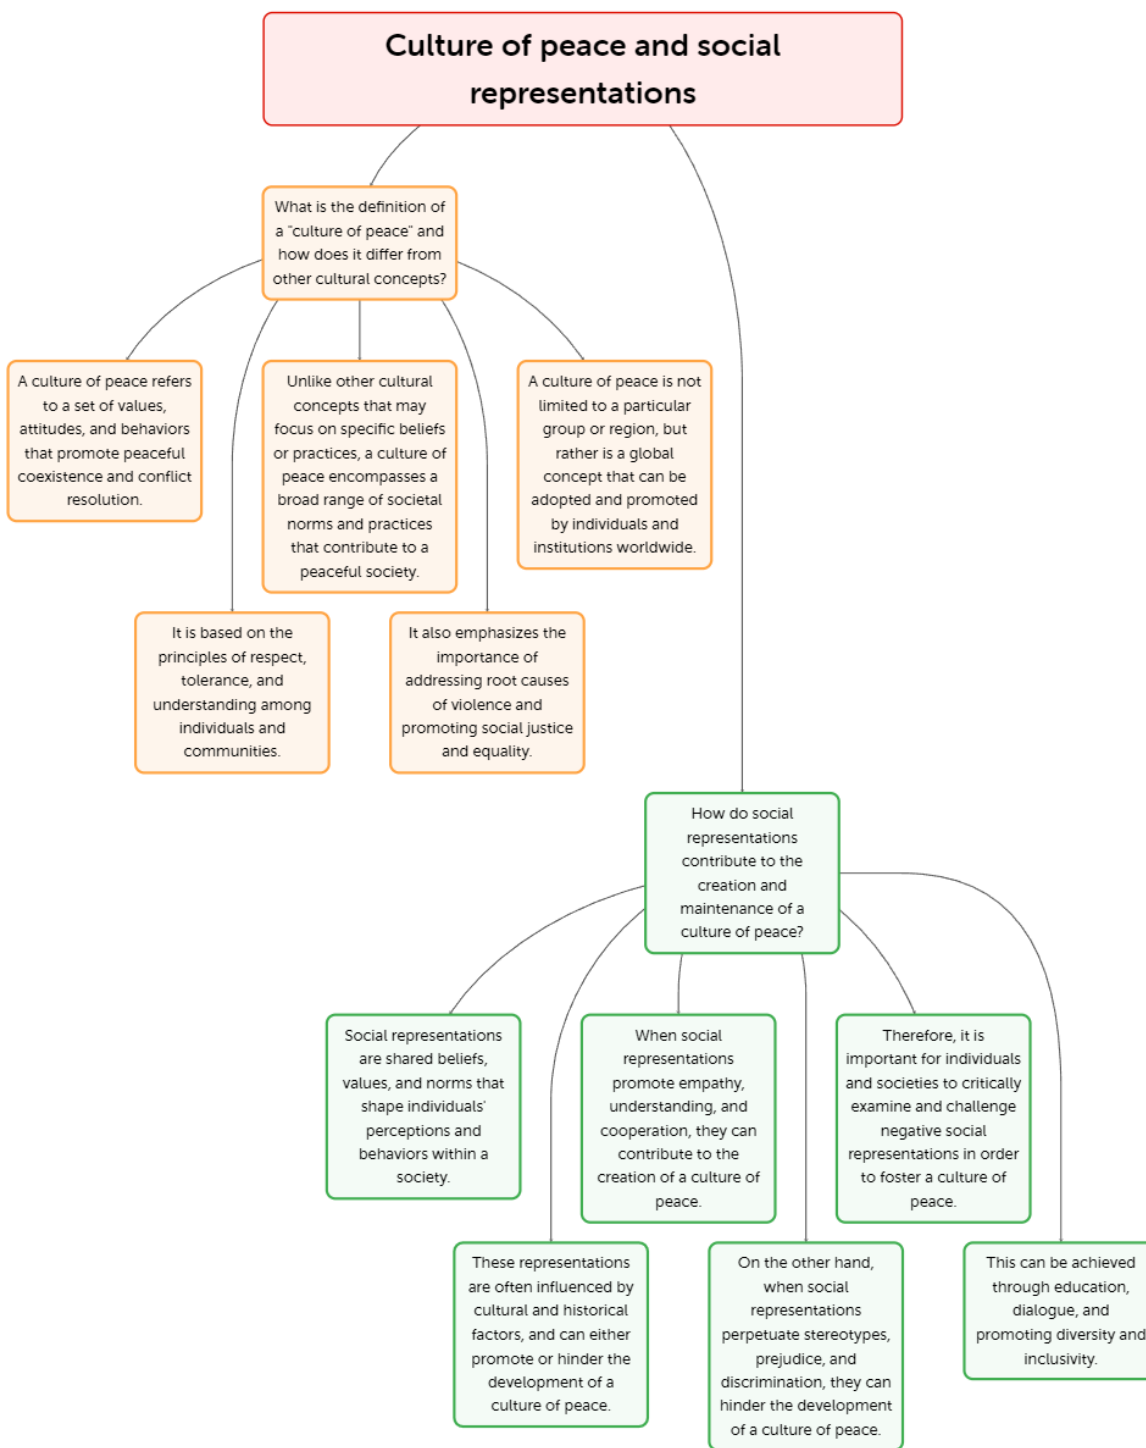 Culture of peace and social
representations
What is the definition of
a "culture of peace" and
how does it differ from
other cultural concepts?
A culture of peace refers
to a set of values,
attitudes, and behaviors
that promote peaceful
coexistence and conflict
resolution.
Unlike other cultural
concepts that may
focus on specific beliefs
or practices, a culture of
peace encompasses a
broad range of societal
norms and practices
that contribute to a
peaceful society.
A culture of peace is not
limited to a particular
group or region, but
rather is a global
concept that can be
adopted and promoted
by individuals and
institutions worldwide.
It is based on the
principles of respect,
tolerance, and
understanding among
individuals and
communities.
It also emphasizes the
importance of
addressing root causes
of violence and
promoting social justice
and equality.
How do social
representations
contribute to the
creation and
maintenance of a
culture of peace?
Social representations
are shared beliefs,
values, and norms that
shape individuals'
perceptions and
behaviors within a
society.
When social
representations
promote empathy,
understanding, and
cooperation, they can
contribute to the
creation of a culture of
peace.
Therefore, it is
important for individuals
and societies to critically
examine and challenge
negative social
representations in order
to foster a culture of
peace.
These representations
are often influenced by
cultural and historical
factors, and can either
promote or hinder the
development of a
culture of peace.
On the other hand,
when social
representations
perpetuate stereotypes,
prejudice, and
discrimination, they can
hinder the development
of a culture of peace.
This can be achieved
through education,
dialogue, and
promoting diversity and
inclusivity.